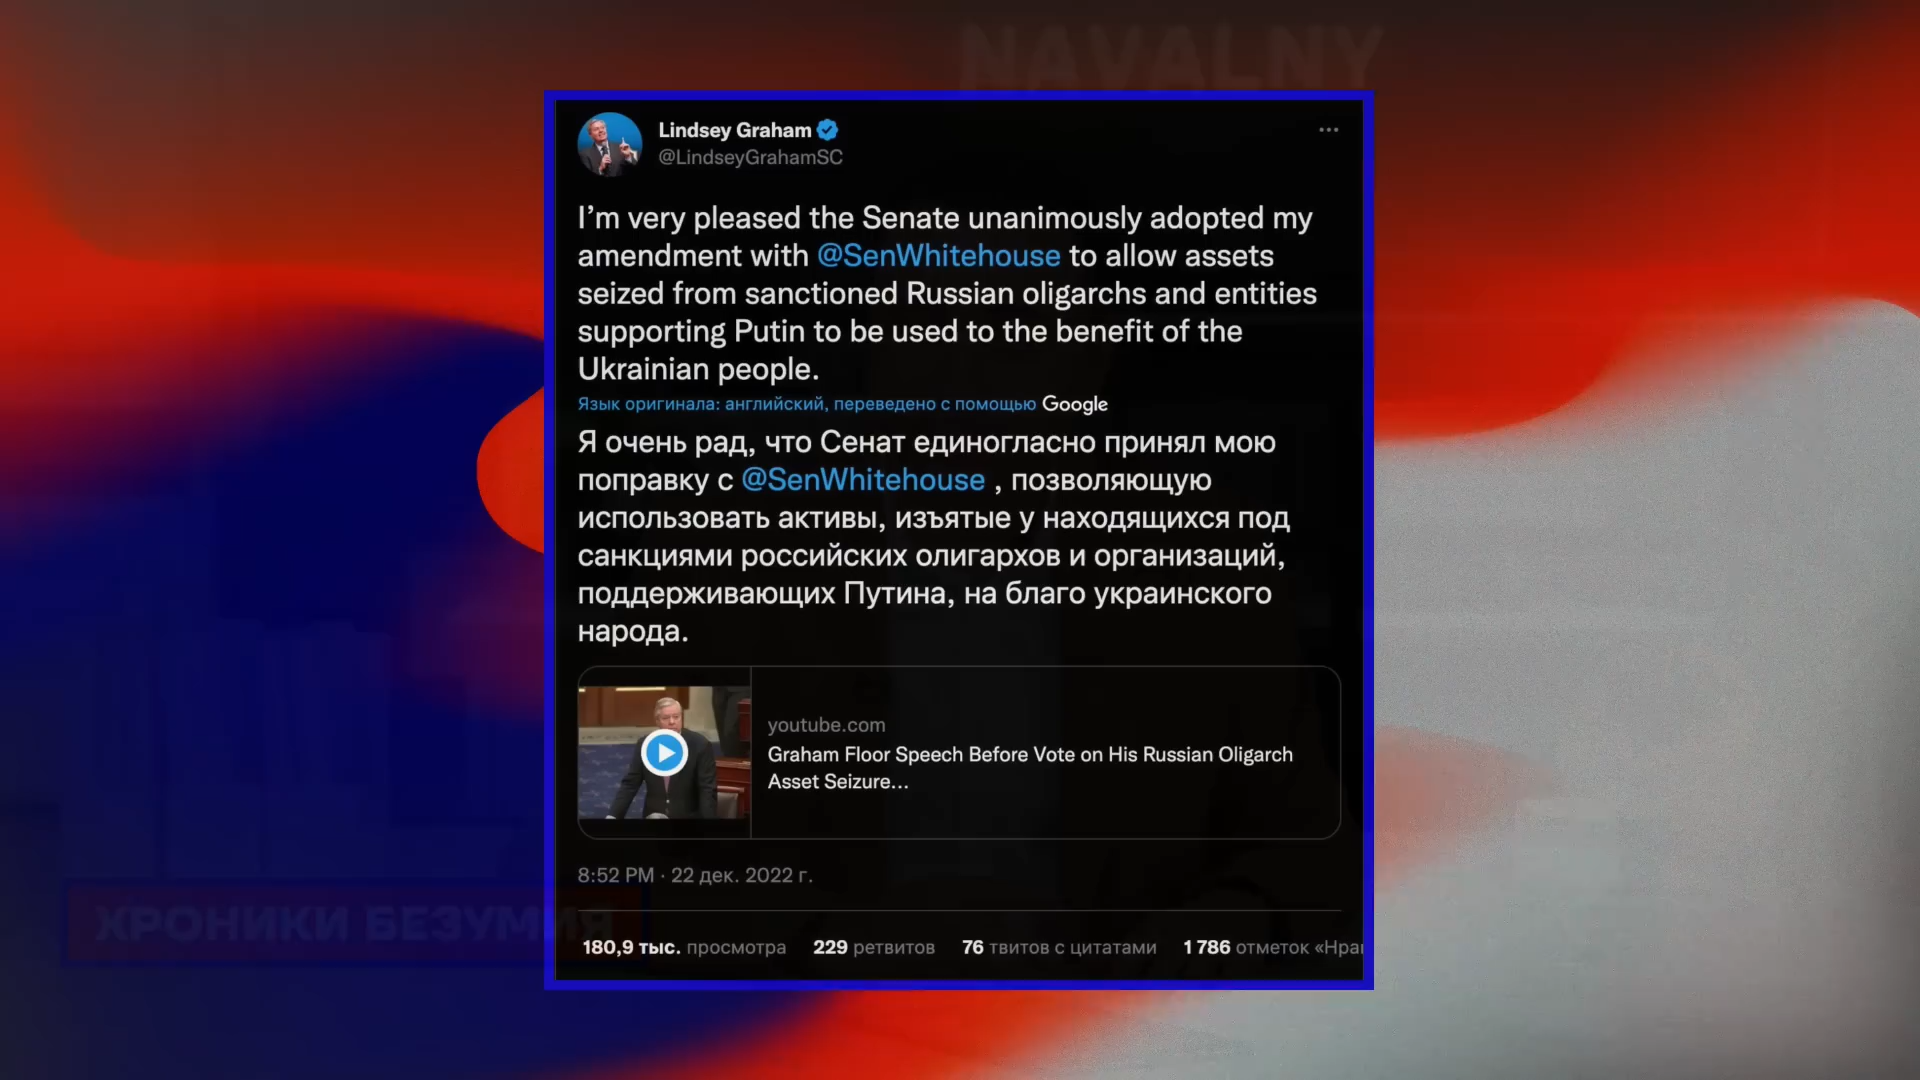 NAVALNY
Lindsey Graham
@LindseyGrahamSC
I’m very pleased the Senate unanimously adopted my
amendment with @SenWhitehouse to allow assets
seized from sanctioned Russian oligarchs and entities
supporting Putin to be used to the benefit of the
Ukrainian people.
Язык оригинала: английский, переведено с помощью Google
Я очень рад, что Сенат единогласно принял мою
поправку с @SenWhitehouse , позволяющую
использовать активы, изъятые у находящихся под
санкциями российских олигархов и организаций,
поддерживающих Путина, на благо украинского
народа.
youtube.com
Graham Floor Speech Before Vote on His Russian Oligarch
Asset Seizure...
8:52 PM · 22 дек. 2022 г.
ХРОНИКИ БЕЗУМИЯ
180,9 тыс. просмотра 229 ретвитов 76 твитов с цитатами 1 786 отметок «Нра